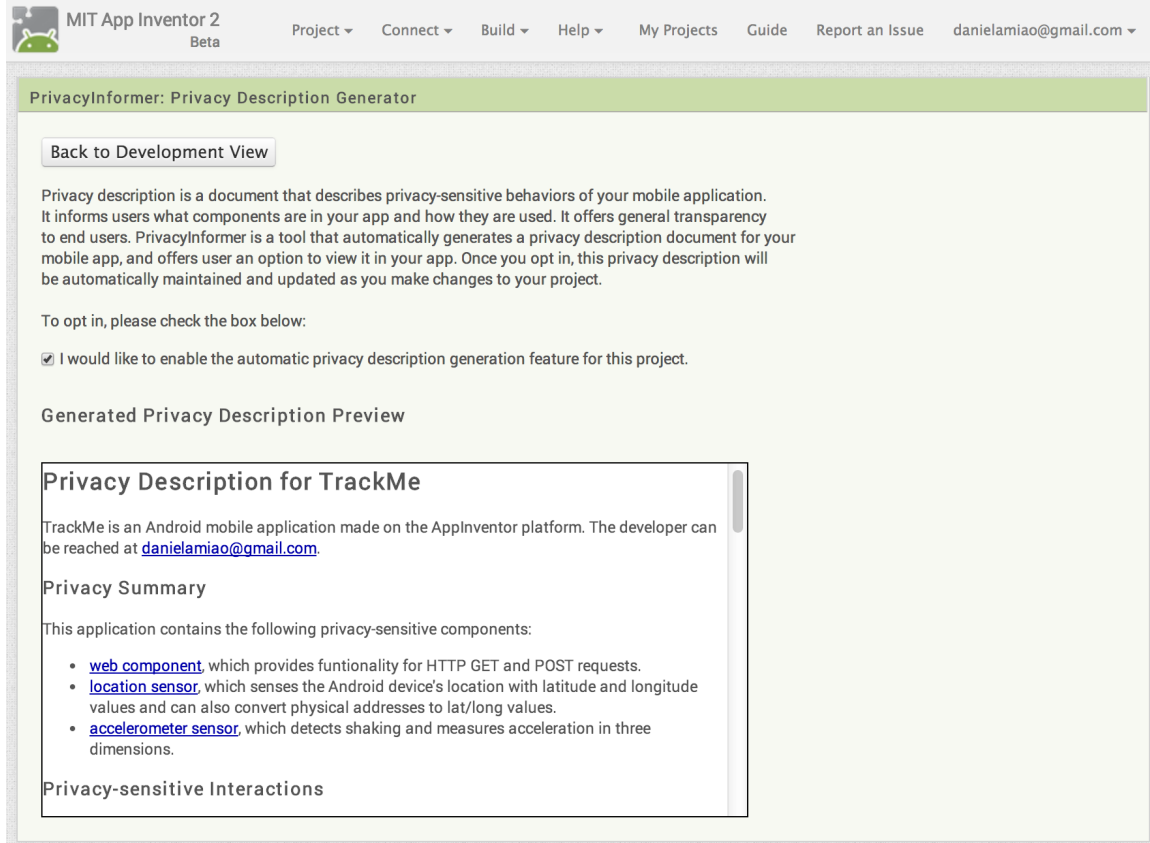 MIT App Inventor 2
Beta
Project Connect Build Help My Projects Guide Report an Issue danielamiao@gmail.com
PrivacyInformer: Privacy Description Generator
Back to Development View
Privacy description is a document that describes privacy-sensitive behaviors of your mobile application.
It informs users what components are in your app and how they are used. It offers general transparency
to end users. PrivacyInformer is a tool that automatically generates a privacy description document for your
mobile app, and offers user an option to view it in your app. Once you opt in, this privacy description will
be automatically maintained and updated as you make changes to your project.
To opt in, please check the box below:
I would like to enable the automatic privacy description generation feature for this project.
Generated Privacy Description Preview
Privacy Description for TrackMe
TrackMe is an Android mobile application made on the AppInventor platform. The developer can
be reached at danielamiao@gmail.com.
Privacy Summary
This application contains the following privacy-sensitive components:
• web component, which provides funtionality for HTTP GET and POST requests.
• location sensor, which senses the Android device's location with latitude and longitude
values and can also convert physical addresses to lat/long values.
• accelerometer sensor, which detects shaking and measures acceleration in three
dimensions.
Privacy-sensitive Interactions